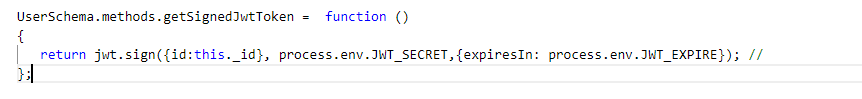 UserSchema.methods.getSignedJwtToken =  function ()
{
   return jwt.sign({id:this._id}, process.env.JWT_SECRET,{expiresIn: process.env.JWT_EXPIRE}); //
};